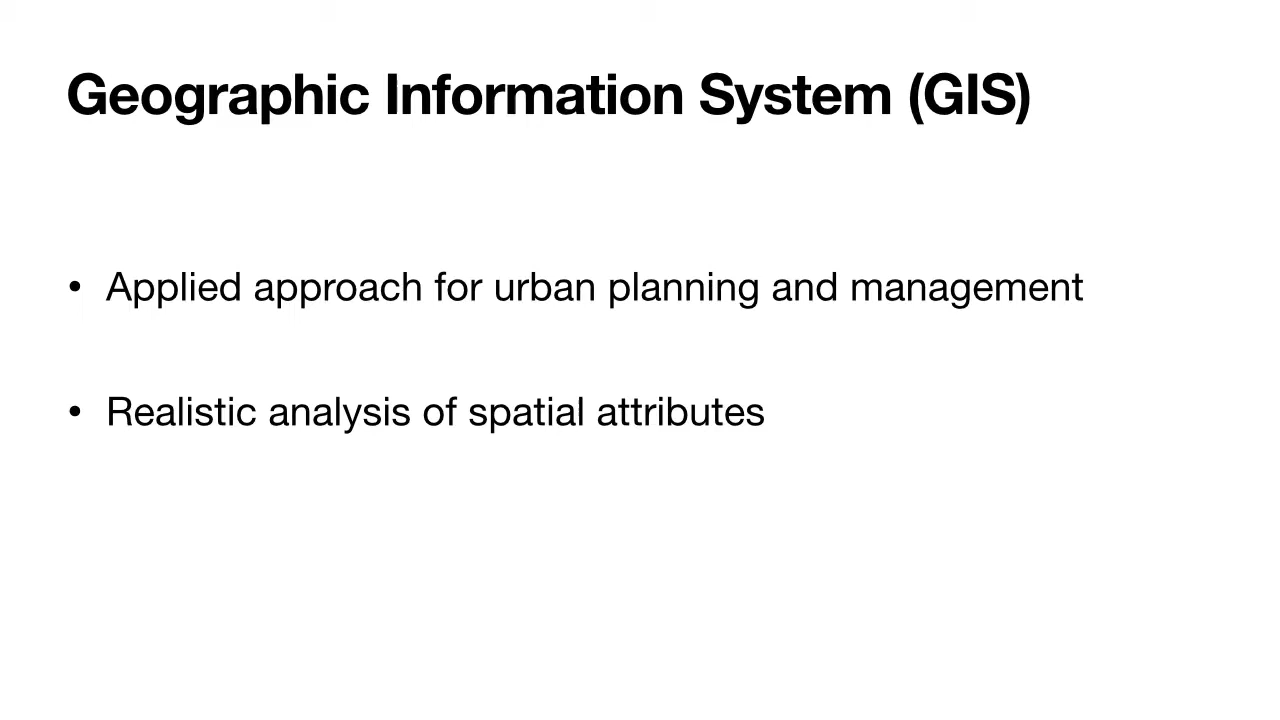 Geographic Information System (GIS)
• Applied approach for urban planning and management
• Realistic analysis of spatial attributes